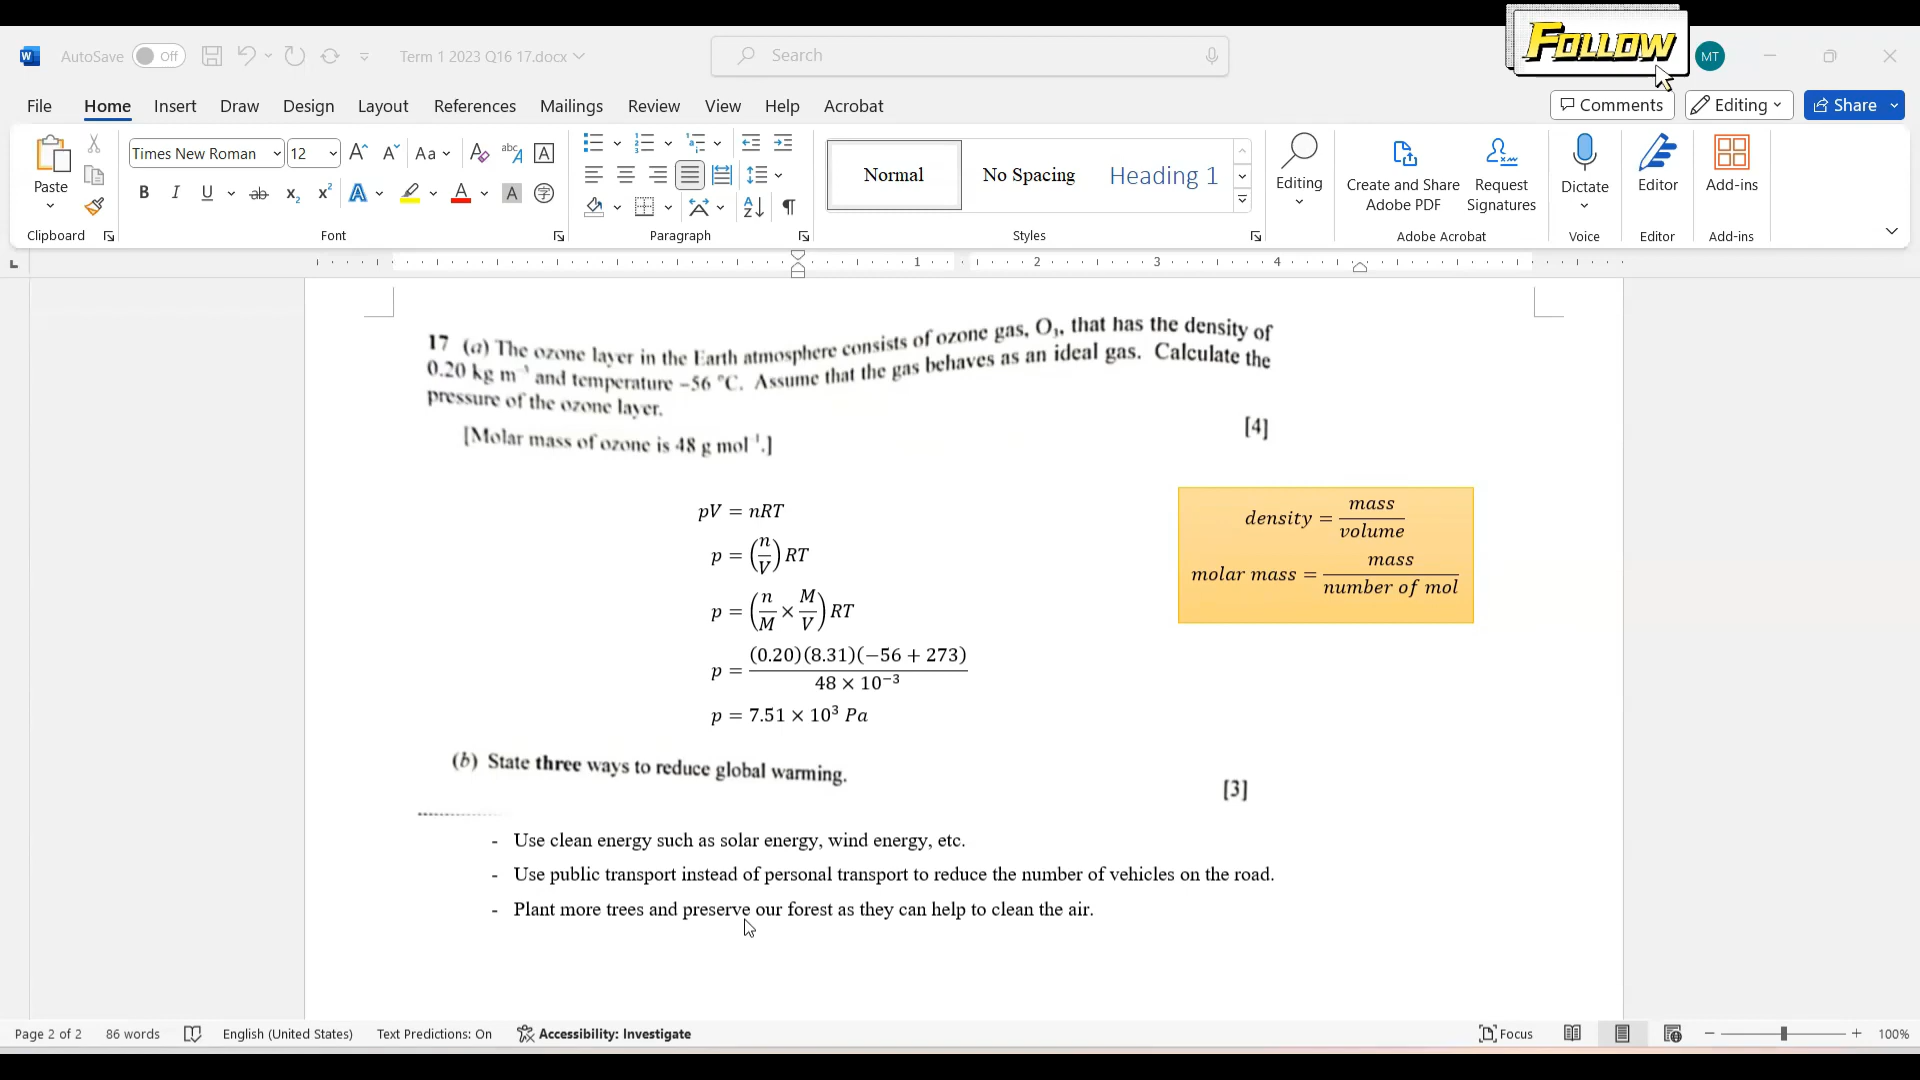 FOLLOW
AutoSave Off Term 1 2023 Q16 17.docx Search MT
File Home Insert Draw Design Layout References Mailings Review View Help Acrobat Comments Editing Share
Paste Times New Roman 12 Normal No Spacing Heading 1 Editing Create and Share Adobe PDF Request Signatures Dictate Editor Add-ins
Clipboard Font Paragraph Styles Adobe Acrobat Voice Editor Add-ins
1 2 3 4
17 (a) The ozone layer in the Earth atmosphere consists of ozone gas, O₃, that has the density of
0.20 kg m⁻³ and temperature −56 °C. Assume that the gas behaves as an ideal gas. Calculate the
pressure of the ozone layer.
[4]
[Molar mass of ozone is 48 g mol⁻¹.]
pV = nRT
p = (n/V) RT
p = (n/M × M/V) RT
p = (0.20)(8.31)(−56 + 273) / 48 × 10⁻³
p = 7.51 × 10³ Pa
density = mass / volume
molar mass = mass / number of mol
(b) State three ways to reduce global warming.
[3]
- Use clean energy such as solar energy, wind energy, etc.
- Use public transport instead of personal transport to reduce the number of vehicles on the road.
- Plant more trees and preserve our forest as they can help to clean the air.
Page 2 of 2 86 words English (United States) Text Predictions: On Accessibility: Investigate Focus 100%